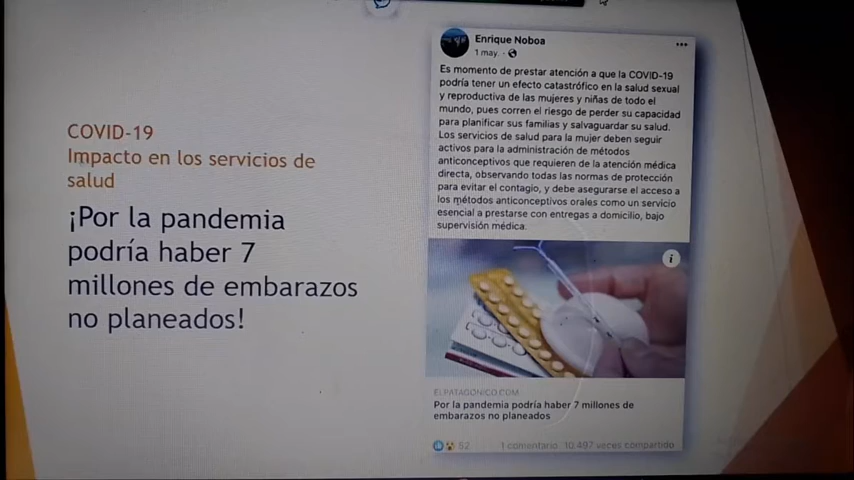 COVID-19
Impacto en los servicios de
salud
¡Por la pandemia
podría haber 7
millones de embarazos
no planeados!
Enrique Noboa
1 may. ·
Es momento de prestar atención a que la COVID-19
podría tener un efecto catastrófico en la salud sexual
y reproductiva de las mujeres y niñas de todo el
mundo, pues corren el riesgo de perder su capacidad
para planificar sus familias y salvaguardar su salud.
Los servicios de salud para la mujer deben seguir
activos para la administración de métodos
anticonceptivos que requieren de la atención médica
directa, observando todas las normas de protección
para evitar el contagio, y debe asegurarse el acceso a
los métodos anticonceptivos orales como un servicio
esencial a prestarse con entregas a domicilio, bajo
supervisión médica.
i
ELPATAGONICO.COM
Por la pandemia podría haber 7 millones de
embarazos no planeados
52
1 comentario 10.497 veces compartido